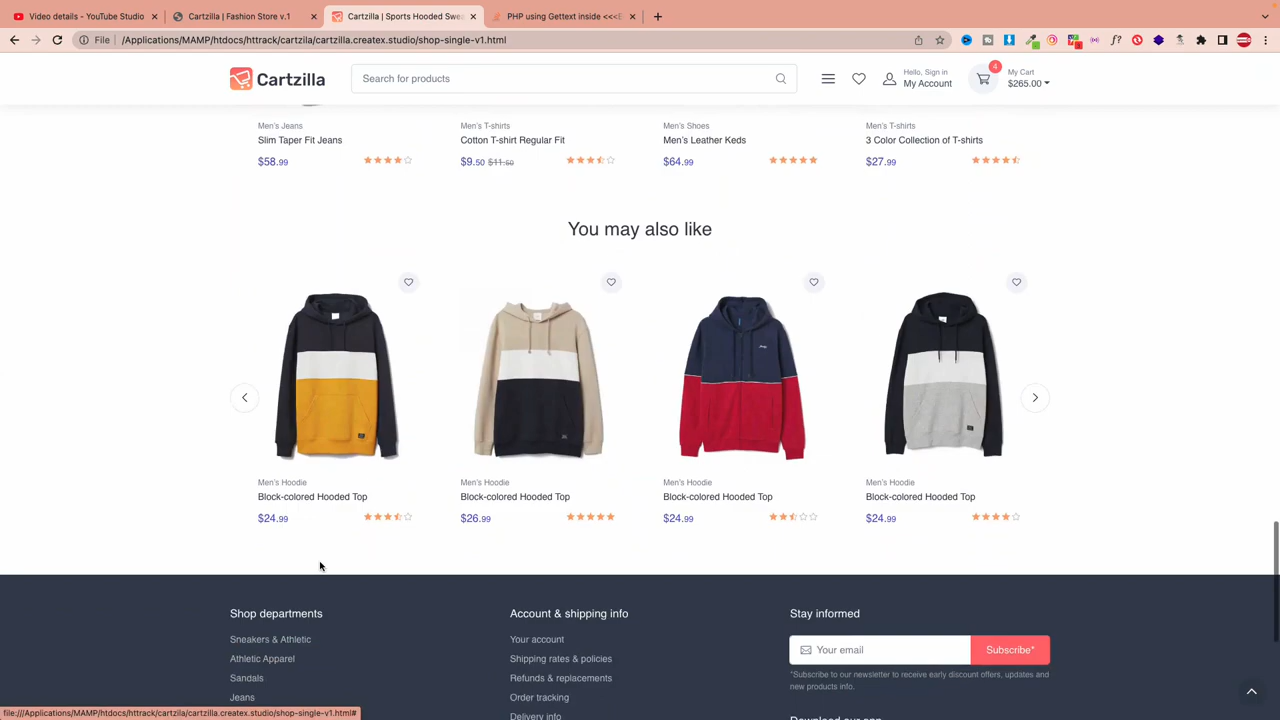 Video details - YouTube Studio
Cartzilla | Fashion Store v.1
Cartzilla | Sports Hooded Swea
PHP using Gettext inside <<<E
File /Applications/MAMP/htdocs/httrack/cartzila/cartzilla.createx.studio/shop-single-v1.html
Cartzilla
Search for products
Hello, Sign in
My Account
4
My Cart
$265.00
Men's Jeans
Slim Taper Fit Jeans
$58.99
Men's T-shirts
Cotton T-shirt Regular Fit
$9.50 $11.50
Men's Shoes
Men's Leather Keds
$64.99
Men's T-shirts
3 Color Collection of T-shirts
$27.99
You may also like
Men's Hoodie
Block-colored Hooded Top
$24.99
Men's Hoodie
Block-colored Hooded Top
$26.99
Men's Hoodie
Block-colored Hooded Top
$24.99
Men's Hoodie
Block-colored Hooded Top
$24.99
Shop departments
Sneakers & Athletic
Athletic Apparel
Sandals
Jeans
Account & shipping info
Your account
Shipping rates & policies
Refunds & replacements
Order tracking
Delivery info
Stay informed
Your email
Subscribe*
*Subscribe to our newsletter to receive early discount offers, updates and
new products info.
Download our app
file:///Applications/MAMP/htdocs/httrack/cartzila/cartzilla.createx.studio/shop-single-v1.html#